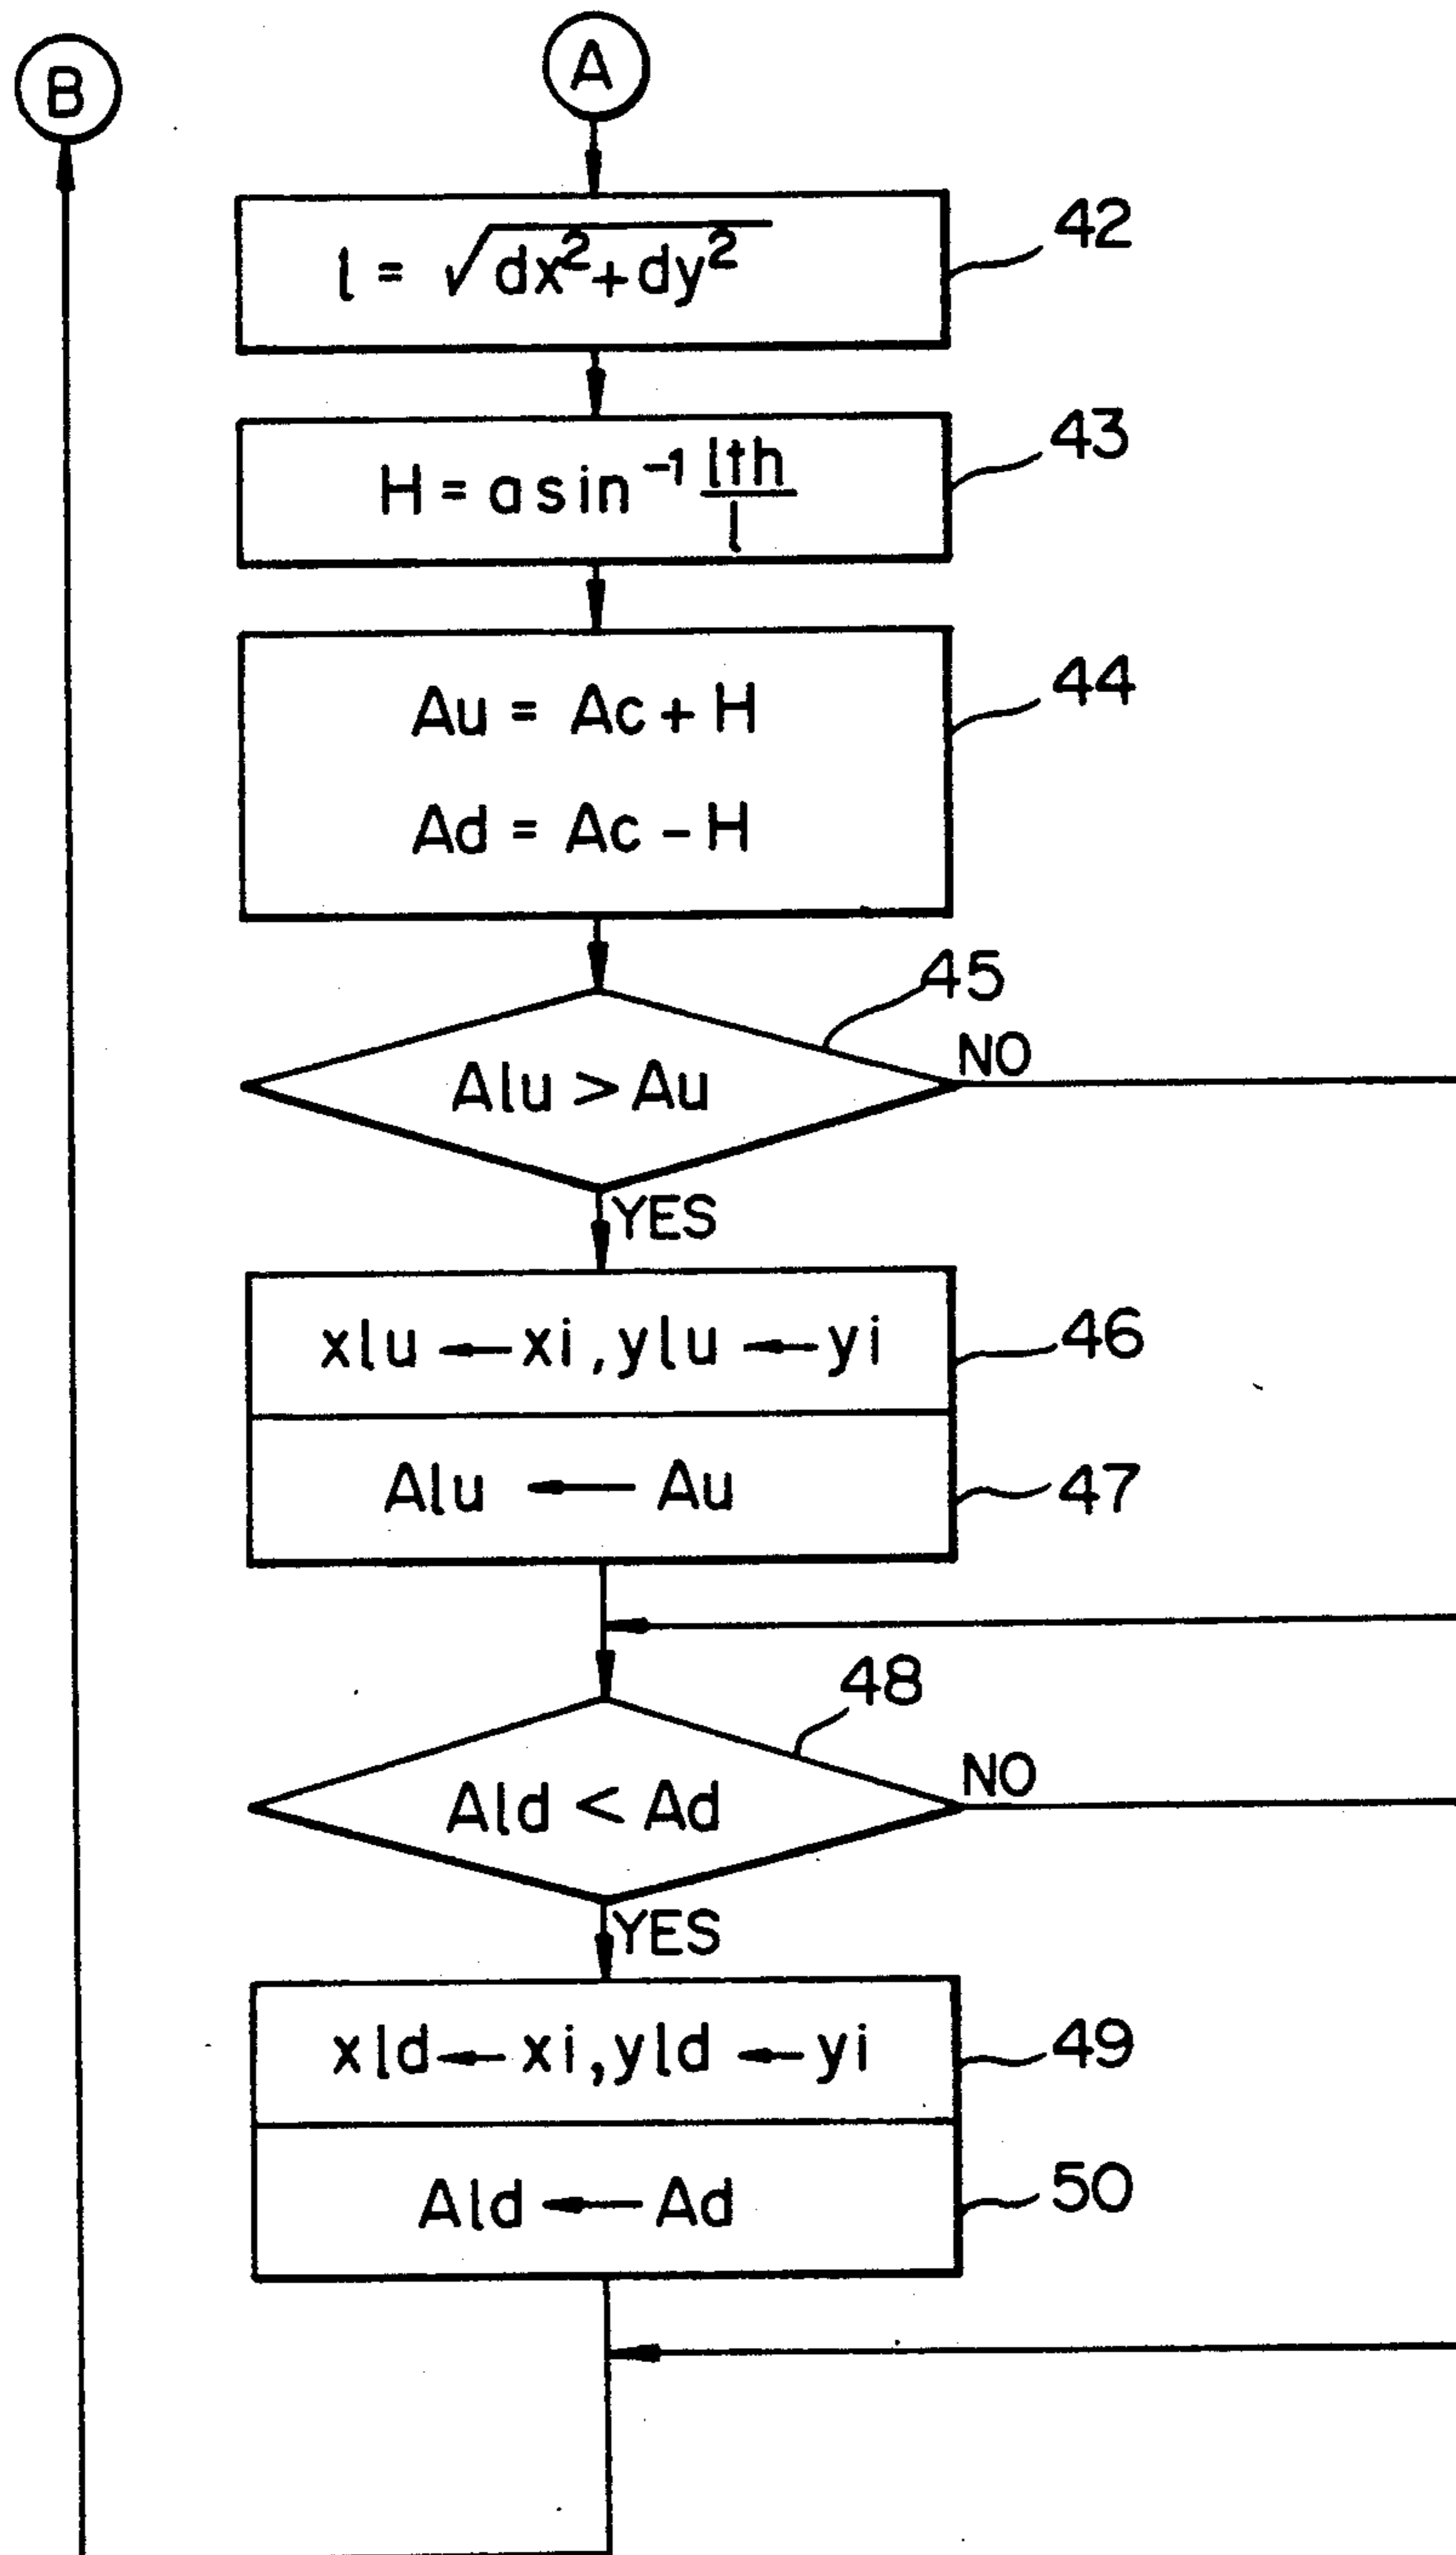 B
A
l = √dx²+dy²
42
H = a sin⁻¹ lth/l
43
Au = Ac + H
Ad = Ac - H
44
45
Alu > Au
NO
YES
xlu ← xi, ylu ← yi
46
Alu ← Au
47
48
Ald < Ad
NO
YES
xld ← xi, yld ← yi
49
Ald ← Ad
50